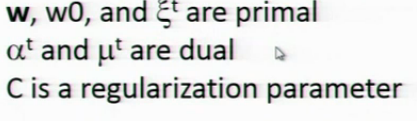 w, w0, and ξᵗ are primal
αᵗ and μᵗ are dual
C is a regularization parameter